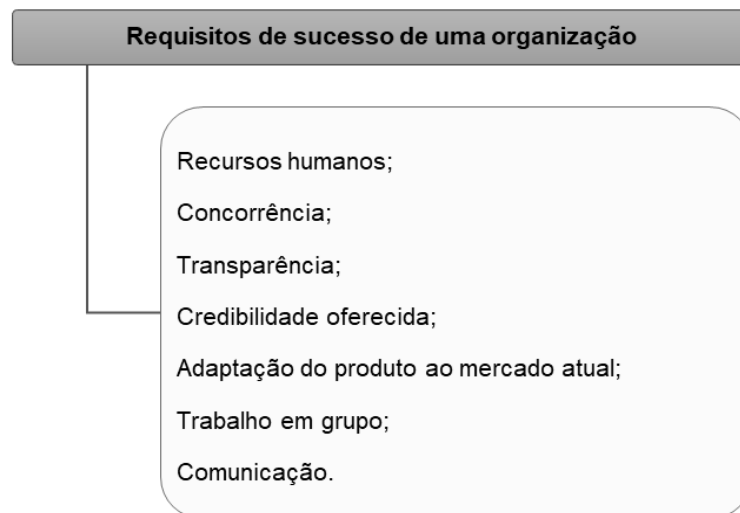 Requisitos de sucesso de uma organização
Recursos humanos;
Concorrência;
Transparência;
Credibilidade oferecida;
Adaptação do produto ao mercado atual;
Trabalho em grupo;
Comunicação.